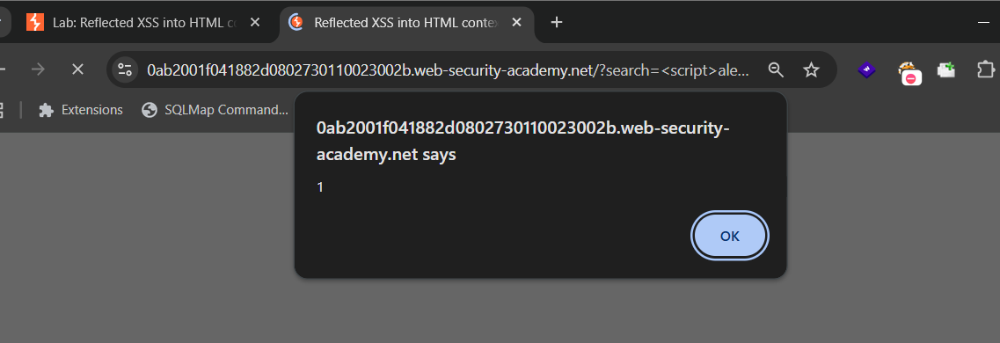 Lab: Reflected XSS into HTML co
Reflected XSS into HTML contex
0ab2001f041882d0802730110023002b.web-security-academy.net/?search=<script>ale...
Extensions
SQLMap Command...
0ab2001f041882d0802730110023002b.web-security-
academy.net says
1
OK